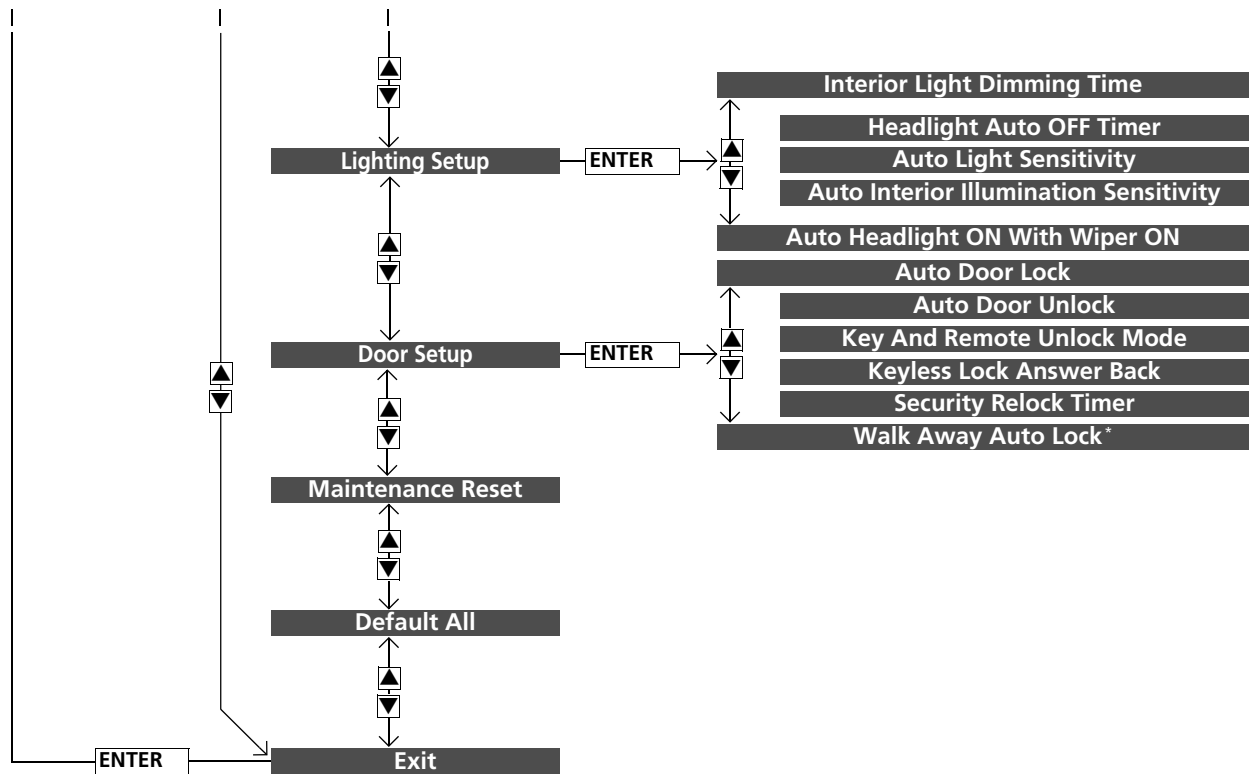 Interior Light Dimming Time
Headlight Auto OFF Timer
Lighting Setup
ENTER
Auto Light Sensitivity
Auto Interior Illumination Sensitivity
Auto Headlight ON With Wiper ON
Auto Door Lock
Auto Door Unlock
Door Setup
ENTER
Key And Remote Unlock Mode
Keyless Lock Answer Back
Security Relock Timer
Walk Away Auto Lock*
Maintenance Reset
Default All
ENTER
Exit